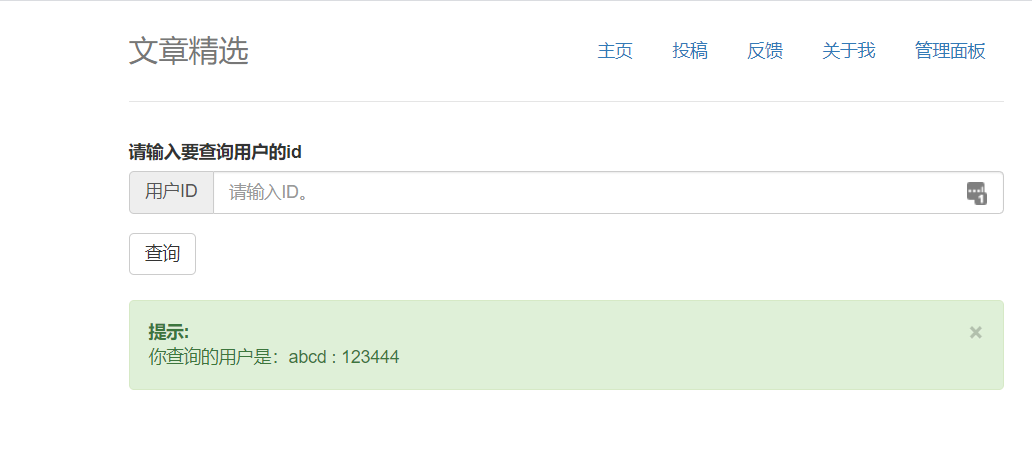 文章精选
主页 投稿 反馈 关于我 管理面板
请输入要查询用户的id
用户ID 请输入ID。 1
查询
提示: ×
你查询的用户是：abcd : 123444